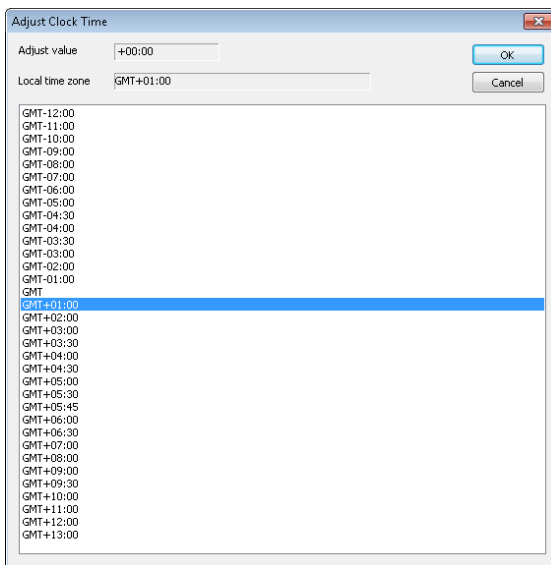 Adjust Clock Time
Adjust value +00:00 OK
Local time zone GMT+01:00 Cancel
GMT-12:00
GMT-11:00
GMT-10:00
GMT-09:00
GMT-08:00
GMT-07:00
GMT-06:00
GMT-05:00
GMT-04:30
GMT-04:00
GMT-03:30
GMT-03:00
GMT-02:00
GMT-01:00
GMT
GMT+01:00
GMT+02:00
GMT+03:00
GMT+03:30
GMT+04:00
GMT+04:30
GMT+05:00
GMT+05:30
GMT+05:45
GMT+06:00
GMT+06:30
GMT+07:00
GMT+08:00
GMT+09:00
GMT+09:30
GMT+10:00
GMT+11:00
GMT+12:00
GMT+13:00